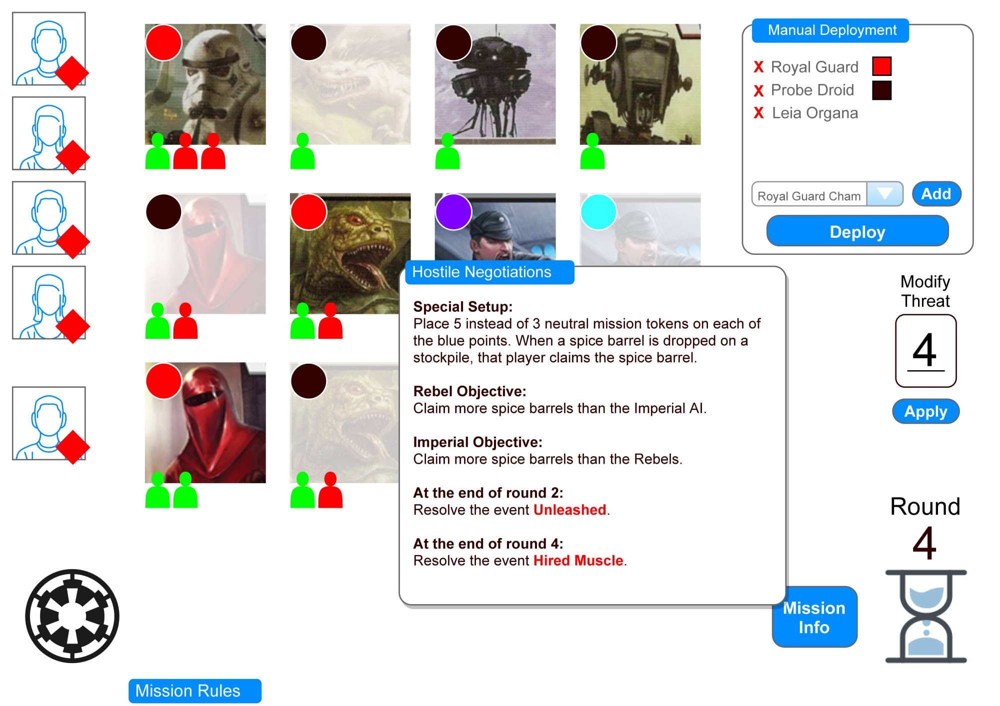 Manual Deployment
X Royal Guard
X Probe Droid
X Leia Organa
Royal Guard Cham
Add
Deploy
Hostile Negotiations
Special Setup:
Place 5 instead of 3 neutral mission tokens on each of
the blue points. When a spice barrel is dropped on a
stockpile, that player claims the spice barrel.
Rebel Objective:
Claim more spice barrels than the Imperial AI.
Imperial Objective:
Claim more spice barrels than the Rebels.
At the end of round 2:
Resolve the event Unleashed.
At the end of round 4:
Resolve the event Hired Muscle.
Modify
Threat
4
Apply
Round
4
Mission
Info
Mission Rules